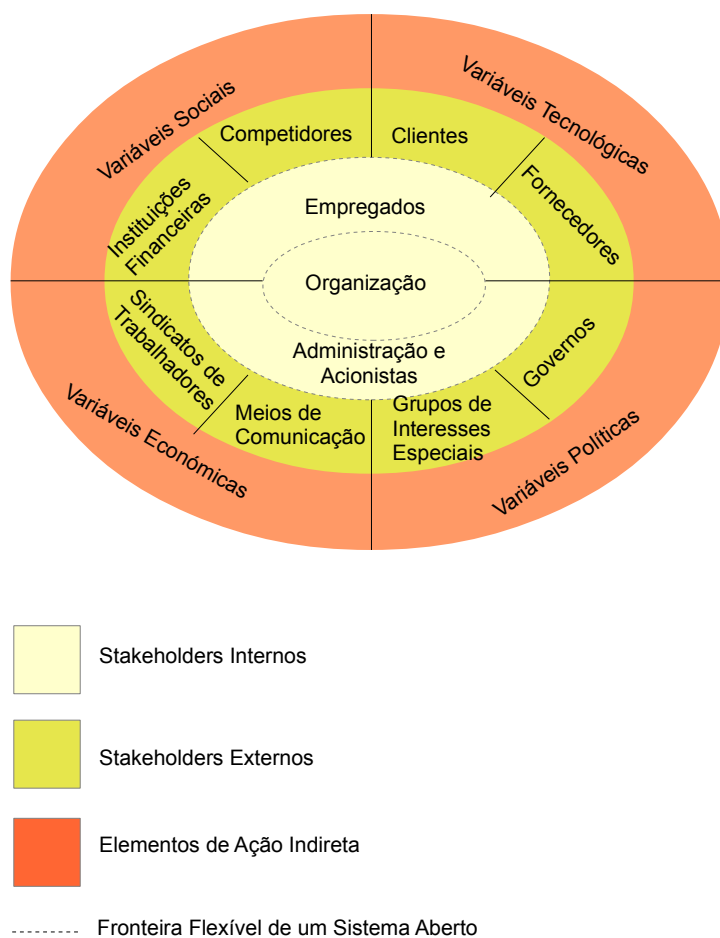 Variáveis Sociais
Variáveis Tecnológicas
Competidores
Clientes
Instituições
Financeiras
Fornecedores
Empregados
Organização
Administração e
Acionistas
Sindicatos de
Trabalhadores
Meios de
Comunicação
Grupos de
Interesses
Especiais
Governos
Variáveis Económicas
Variáveis Políticas
Stakeholders Internos
Stakeholders Externos
Elementos de Ação Indireta
Fronteira Flexível de um Sistema Aberto